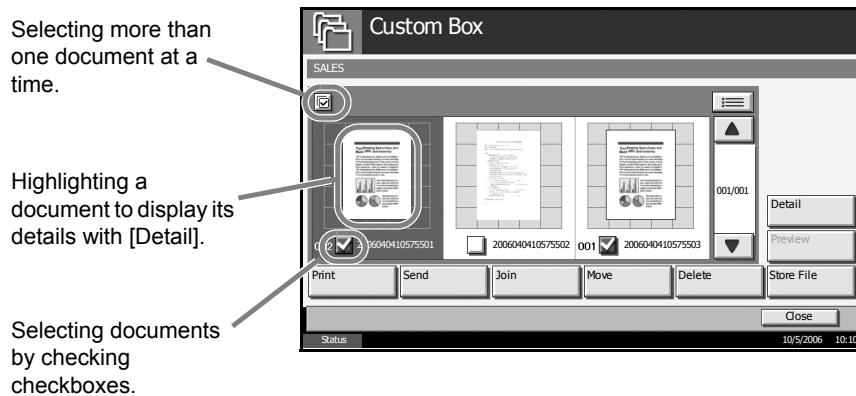 Selecting more than
one document at a
time.
Highlighting a
document to display its
details with [Detail].
Selecting documents
by checking
checkboxes.
Custom Box
SALES
001/001
Detail
Preview
002 2006040410575501
2006040410575502
001 2006040410575503
Print Send Join Move Delete Store File
Close
Status 10/5/2006 10:10